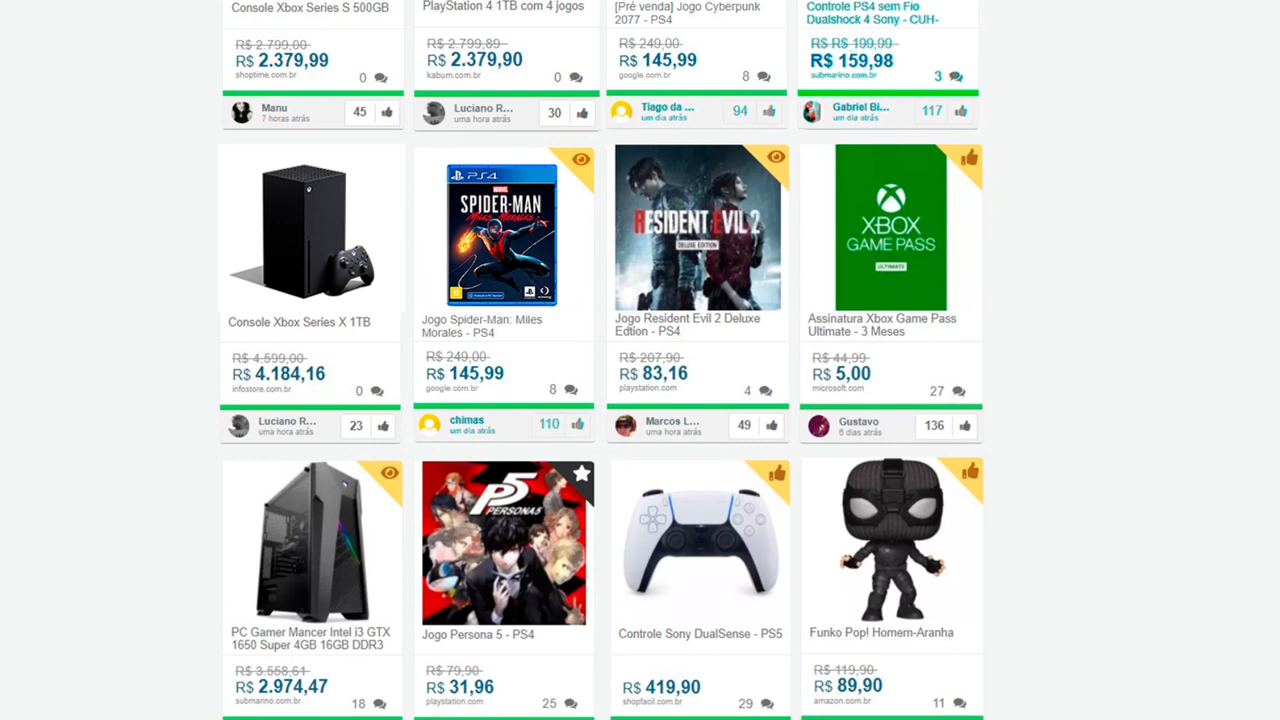 Console Xbox Series S 500GB
R$ 2.799,00
R$ 2.379,99
shoptime.com.br
0
Manu
7 horas atrás
45
PlayStation 4 1TB com 4 jogos
R$ 2.799,89
R$ 2.379,90
kabum.com.br
0
Luciano R...
uma hora atrás
30
[Pré venda] Jogo Cyberpunk
2077 - PS4
R$ 249,00
R$ 145,99
google.com.br
8
Tiago da ...
um dia atrás
94
Controle PS4 sem Fio
Dualshock 4 Sony - CUH-
R$ R$ 199,99
R$ 159,98
submarino.com.br
3
Gabriel Bi...
um dia atrás
117
Console Xbox Series X 1TB
R$ 4.599,00
R$ 4.184,16
infostore.com.br
0
Luciano R...
uma hora atrás
23
PS4
MARVEL
SPIDER-MAN
MILES MORALES
Jogo Spider-Man: Miles
Morales - PS4
R$ 249,00
R$ 145,99
google.com.br
8
chimas
um dia atrás
110
RESIDENT EVIL 2
DELUXE EDITION
Jogo Resident Evil 2 Deluxe
Edtion - PS4
R$ 207,90
R$ 83,16
playstation.com
4
Marcos L...
uma hora atrás
49
XBOX
GAME PASS
ULTIMATE
Assinatura Xbox Game Pass
Ultimate - 3 Meses
R$ 44,99
R$ 5,00
microsoft.com
27
Gustavo
6 dias atrás
136
PC Gamer Mancer Intel i3 GTX
1650 Super 4GB 16GB DDR3
R$ 3.558,61
R$ 2.974,47
submarino.com.br
18
P5
PERSONA5
Jogo Persona 5 - PS4
R$ 79,90
R$ 31,96
playstation.com
25
Controle Sony DualSense - PS5
R$ 419,90
shopfacil.com.br
29
Funko Pop! Homem-Aranha
R$ 119,90
R$ 89,90
amazon.com.br
11